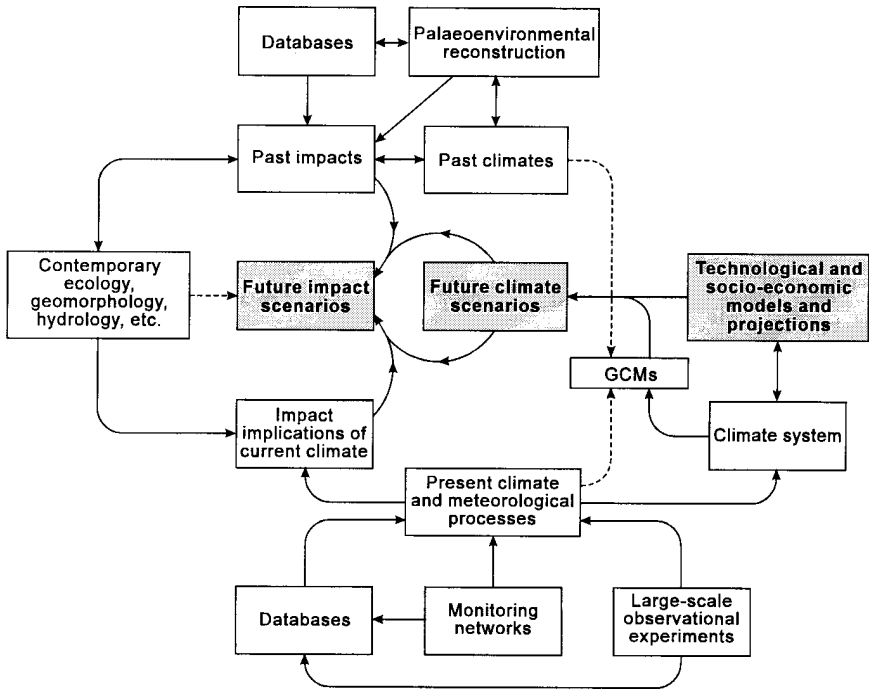 Databases
Palaeoenvironmental
reconstruction
Past impacts
Past climates
Contemporary
ecology,
geomorphology,
hydrology, etc.
Future impact
scenarios
Future climate
scenarios
Technological and
socio-economic
models and
projections
GCMs
Impact
implications of
current climate
Climate system
Present climate
and meteorological
processes
Databases
Monitoring
networks
Large-scale
observational
experiments